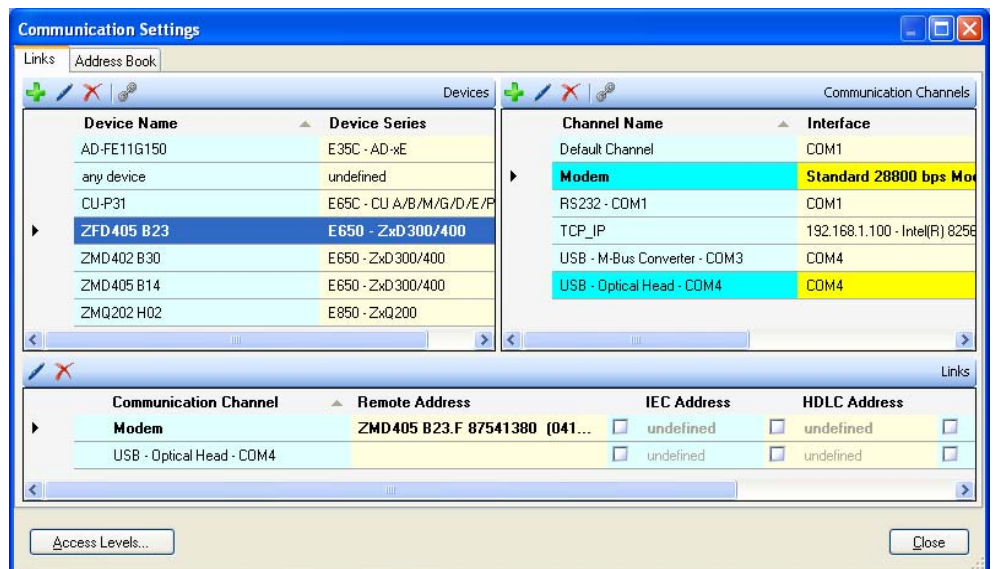 Communication Settings
Links Address Book
Devices
Device Name Device Series
AD-FE11G150 E35C - AD-xE
any device undefined
CU-P31 E65C - CU A/B/M/G/D/E/P
ZFD405 B23 E650 - ZxD300/400
ZMD402 B30 E650 - ZxD300/400
ZMD405 B14 E650 - ZxD300/400
ZMQ202 H02 E850 - ZxQ200
Communication Channels
Channel Name Interface
Default Channel COM1
Modem Standard 28800 bps Mo
RS232 - COM1 COM1
TCP_IP 192.168.1.100 - Intel(R) 8256
USB - M-Bus Converter - COM3 COM4
USB - Optical Head - COM4 COM4
Links
Communication Channel Remote Address IEC Address HDLC Address
Modem ZMD405 B23.F 87541380 (041... undefined undefined
USB - Optical Head - COM4 undefined undefined
Access Levels... Close